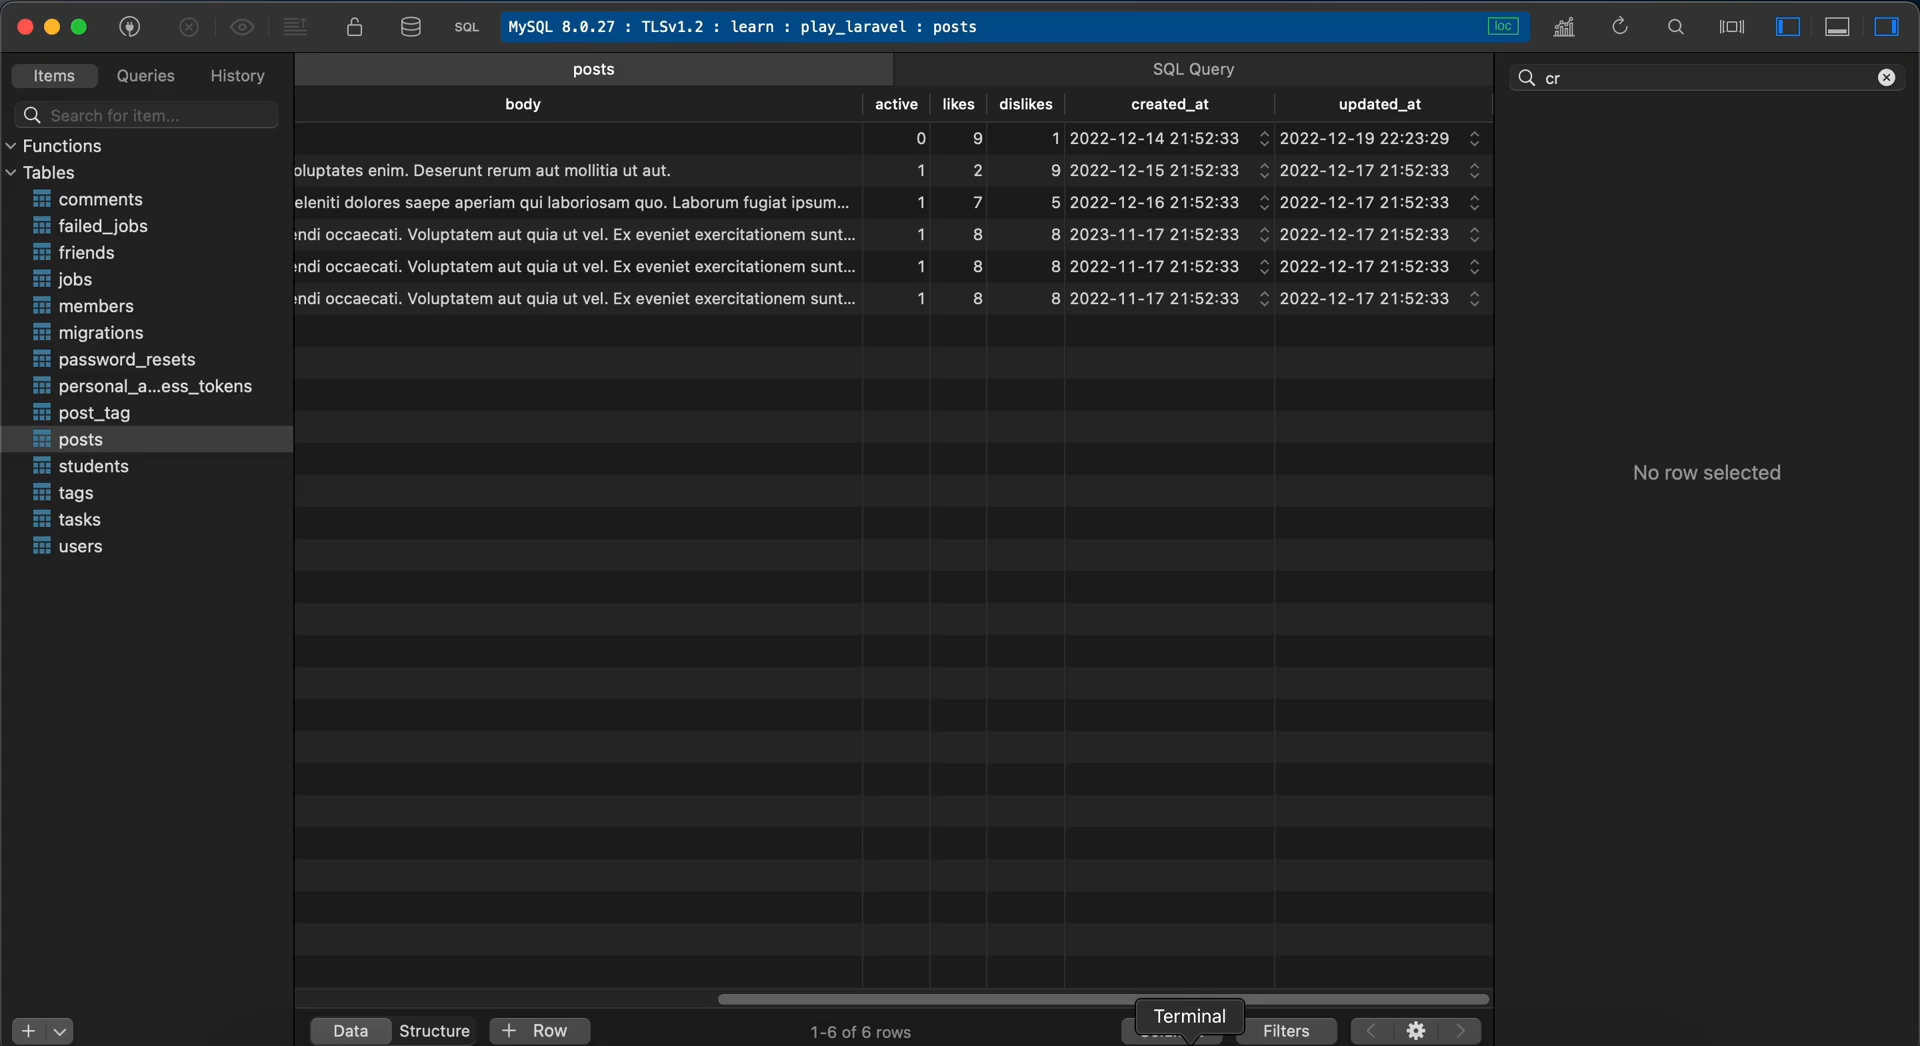 SQL
MySQL 8.0.27 : TLSv1.2 : learn : play_laravel : posts
loc
Items Queries History
Search for item...
Functions
Tables
comments
failed_jobs
friends
jobs
members
migrations
password_resets
personal_a...ess_tokens
post_tag
posts
students
tags
tasks
users
posts SQL Query
body active likes dislikes created_at updated_at
0 9 1 2022-12-14 21:52:33 2022-12-19 22:23:29
oluptates enim. Deserunt rerum aut mollitia ut aut. 1 2 9 2022-12-15 21:52:33 2022-12-17 21:52:33
eleniti dolores saepe aperiam qui laboriosam quo. Laborum fugiat ipsum... 1 7 5 2022-12-16 21:52:33 2022-12-17 21:52:33
endi occaecati. Voluptatem aut quia ut vel. Ex eveniet exercitationem sunt... 1 8 8 2023-11-17 21:52:33 2022-12-17 21:52:33
endi occaecati. Voluptatem aut quia ut vel. Ex eveniet exercitationem sunt... 1 8 8 2022-11-17 21:52:33 2022-12-17 21:52:33
endi occaecati. Voluptatem aut quia ut vel. Ex eveniet exercitationem sunt... 1 8 8 2022-11-17 21:52:33 2022-12-17 21:52:33
Data Structure + Row 1-6 of 6 rows Filters
Terminal
cr
No row selected